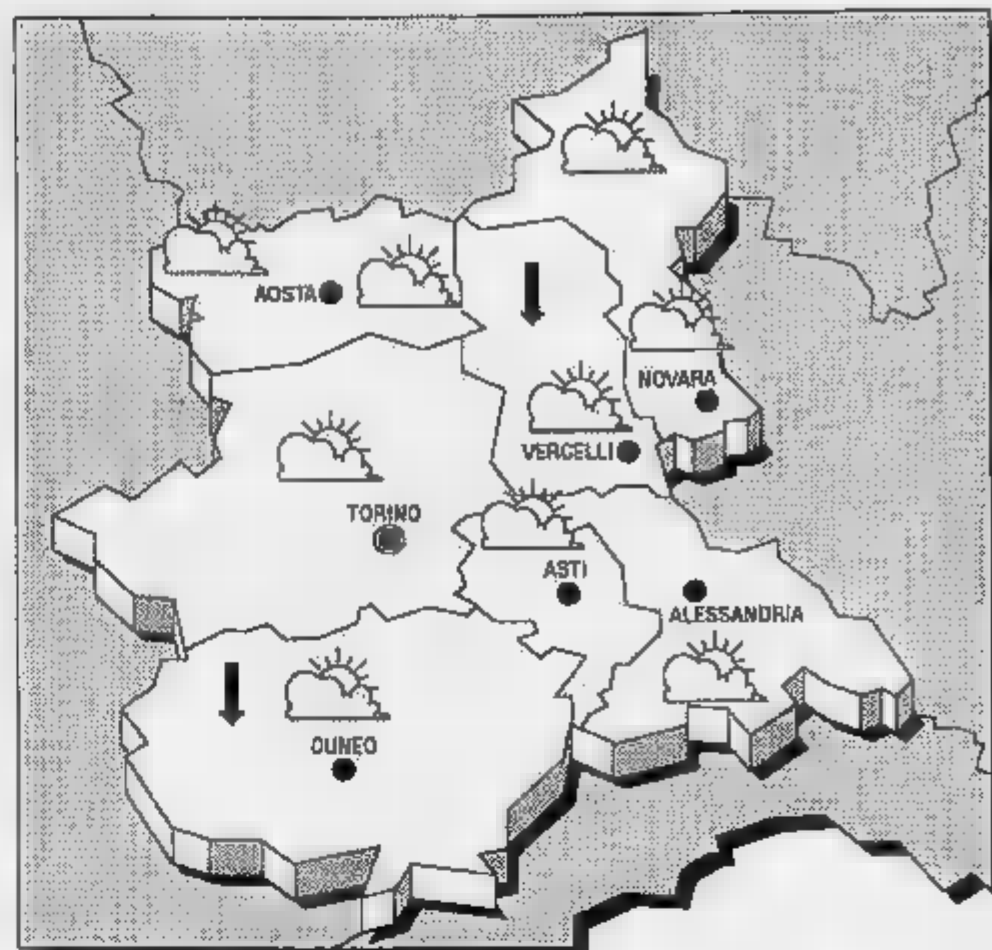 AOSTA
NOVARA
VERCELLI
TORINO
ASTI
ALESSANDRIA
CUNEO